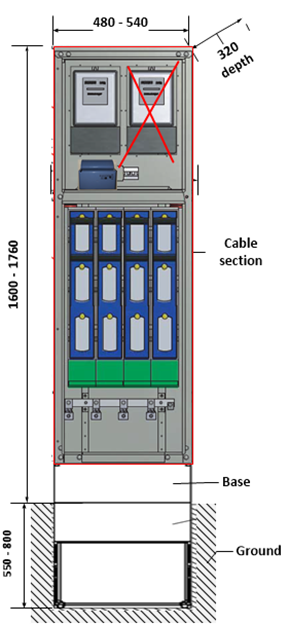 480 - 540
320
depth
1600 - 1760
Cable
section
Base
550 - 800
Ground